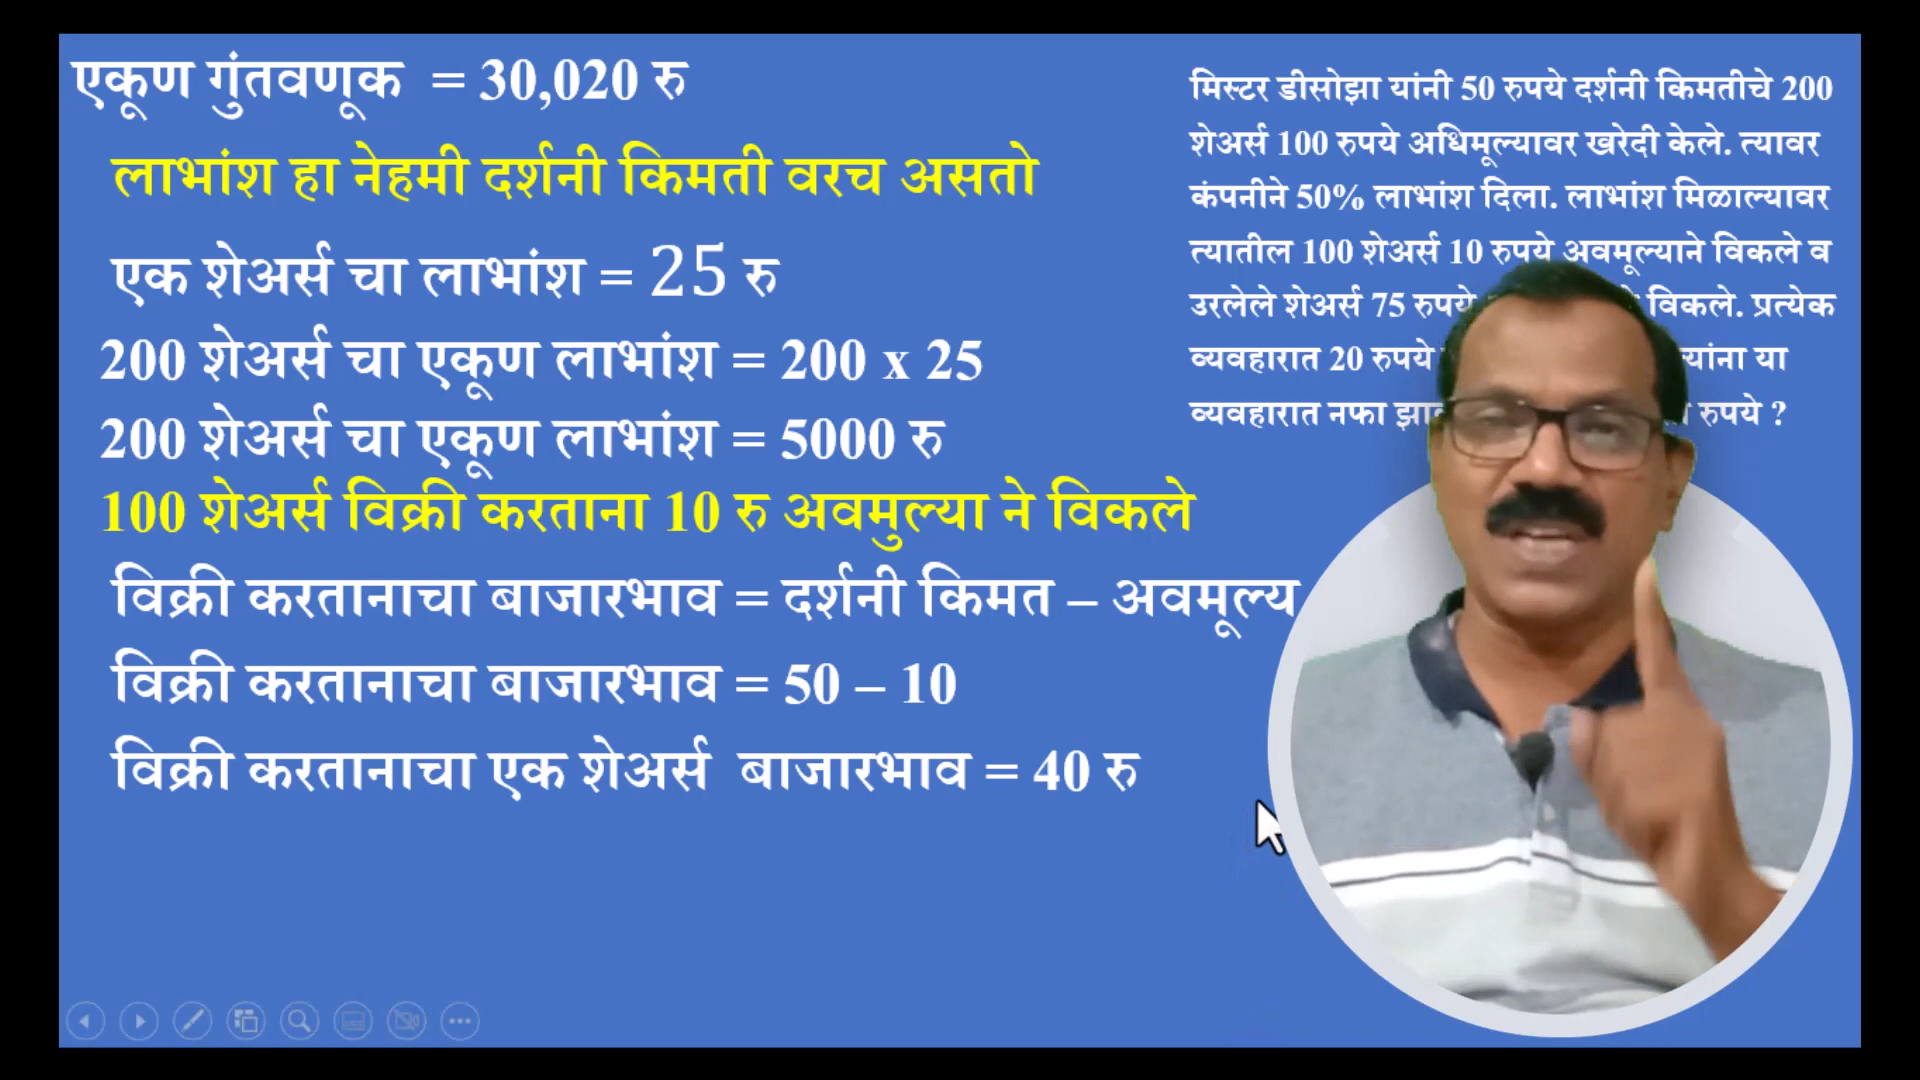 एकूण गुंतवणूक = 30,020 रु
लाभांश हा नेहमी दर्शनी किमती वरच असतो
एक शेअर्स चा लाभांश = 25 रु
200 शेअर्स चा एकूण लाभांश = 200 x 25
200 शेअर्स चा एकूण लाभांश = 5000 रु
100 शेअर्स विक्री करताना 10 रु अवमुल्या ने विकले
विक्री करतानाचा बाजारभाव = दर्शनी किमत – अवमूल्य
विक्री करतानाचा बाजारभाव = 50 – 10
विक्री करतानाचा एक शेअर्स बाजारभाव = 40 रु
मिस्टर डीसोझा यांनी 50 रुपये दर्शनी किमतीचे 200
शेअर्स 100 रुपये अधिमूल्यावर खरेदी केले. त्यावर
कंपनीने 50% लाभांश दिला. लाभांश मिळाल्यावर
त्यातील 100 शेअर्स 10 रुपये अवमूल्याने विकले व
उरलेले शेअर्स 75 रुपये विकले. प्रत्येक
व्यवहारात 20 रुपये या
व्यवहारात नफा रुपये ?